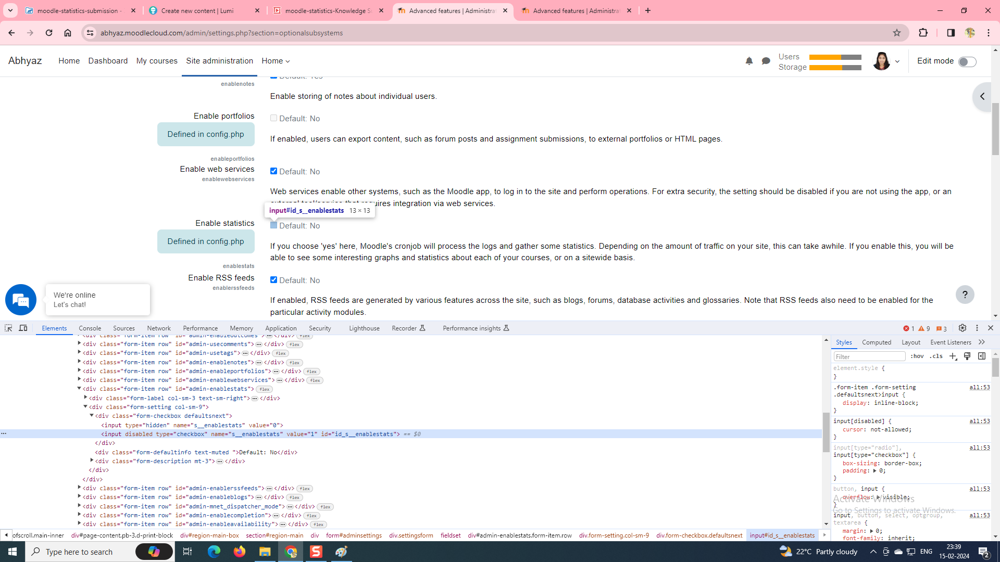 moodle-statistics-submission -
Create new content | Lumi
moodle-statistics-Knowledge S
Advanced features | Administrat
Advanced features | Administrat
abhyaz.moodlecloud.com/admin/settings.php?section=optionalsubsystems
Abhyaz
Home
Dashboard
My courses
Site administration
Home
Users
Storage
Edit mode
Default: Yes
enablenotes
Enable storing of notes about individual users.
Enable portfolios
Default: No
Defined in config.php
If enabled, users can export content, such as forum posts and assignment submissions, to external portfolios or HTML pages.
enableportfolios
Enable web services
Default: No
enablewebservices
Web services enable other systems, such as the Moodle app, to log in to the site and perform operations. For extra security, the setting should be disabled if you are not using the app, or an
external tool/service that requires integration via web services.
input#id_s__enablestats 13 × 13
Enable statistics
Default: No
Defined in config.php
If you choose 'yes' here, Moodle's cronjob will process the logs and gather some statistics. Depending on the amount of traffic on your site, this can take awhile. If you enable this, you will be
able to see some interesting graphs and statistics about each of your courses, or on a sitewide basis.
enablestats
Enable RSS feeds
Default: No
enablerssfeeds
We're online
Let's chat!
If enabled, RSS feeds are generated by various features across the site, such as blogs, forums, database activities and glossaries. Note that RSS feeds also need to be enabled for the
particular activity modules.
?
Elements
Console
Sources
Network
Performance
Memory
Application
Security
Lighthouse
Recorder
Performance insights
1
9
3
<div class="form-item row" id="admin-enableoutcomes">…</div> flex
<div class="form-item row" id="admin-usecomments">…</div> flex
<div class="form-item row" id="admin-usetags">…</div> flex
<div class="form-item row" id="admin-enablenotes">…</div> flex
<div class="form-item row" id="admin-enableportfolios">…</div> flex
<div class="form-item row" id="admin-enablewebservices">…</div> flex
<div class="form-item row" id="admin-enablestats"> flex
<div class="form-label col-sm-3 text-sm-right">…</div>
<div class="form-setting col-sm-9">
<div class="form-checkbox defaultsnext">
<input type="hidden" name="s__enablestats" value="0">
<input disabled type="checkbox" name="s__enablestats" value="1" id="id_s__enablestats"> == $0
</div>
<div class="form-defaultinfo text-muted ">Default: No</div>
<div class="form-description mt-3">…</div>
</div>
</div>
<div class="form-item row" id="admin-enablerssfeeds">…</div> flex
<div class="form-item row" id="admin-enableblogs">…</div> flex
<div class="form-item row" id="admin-mnet_dispatcher_mode">…</div> flex
<div class="form-item row" id="admin-enablecompletion">…</div> flex
<div class="form-item row" id="admin-enableavailability">…</div> flex
Styles
Computed
Layout
Event Listeners
Filter
:hov
.cls
element.style {
}
.form-item .form-setting all:53
.defaultsnext>input {
display: inline-block;
}
input[disabled] { all:53
cursor: not-allowed;
}
input[type="radio"], all:53
input[type="checkbox"] {
box-sizing: border-box;
padding: 0;
}
button, input { all:53
overflow: visible;
}
input, button, select, optgroup, all:53
textarea {
margin: 0;
font-family: inherit;
Activate Windows
Go to Settings to activate Windows.
ofscroll.main-inner
div#page-content.pb-3.d-print-block
div#region-main-box
section#region-main
div
form#adminsettings
div.settingsform
fieldset
div#admin-enablestats.form-item.row
div.form-setting.col-sm-9
div.form-checkbox.defaultsnext
input#id_s__enablestats
Type here to search
22°C Partly cloudy
ENG
23:39
15-02-2024
2